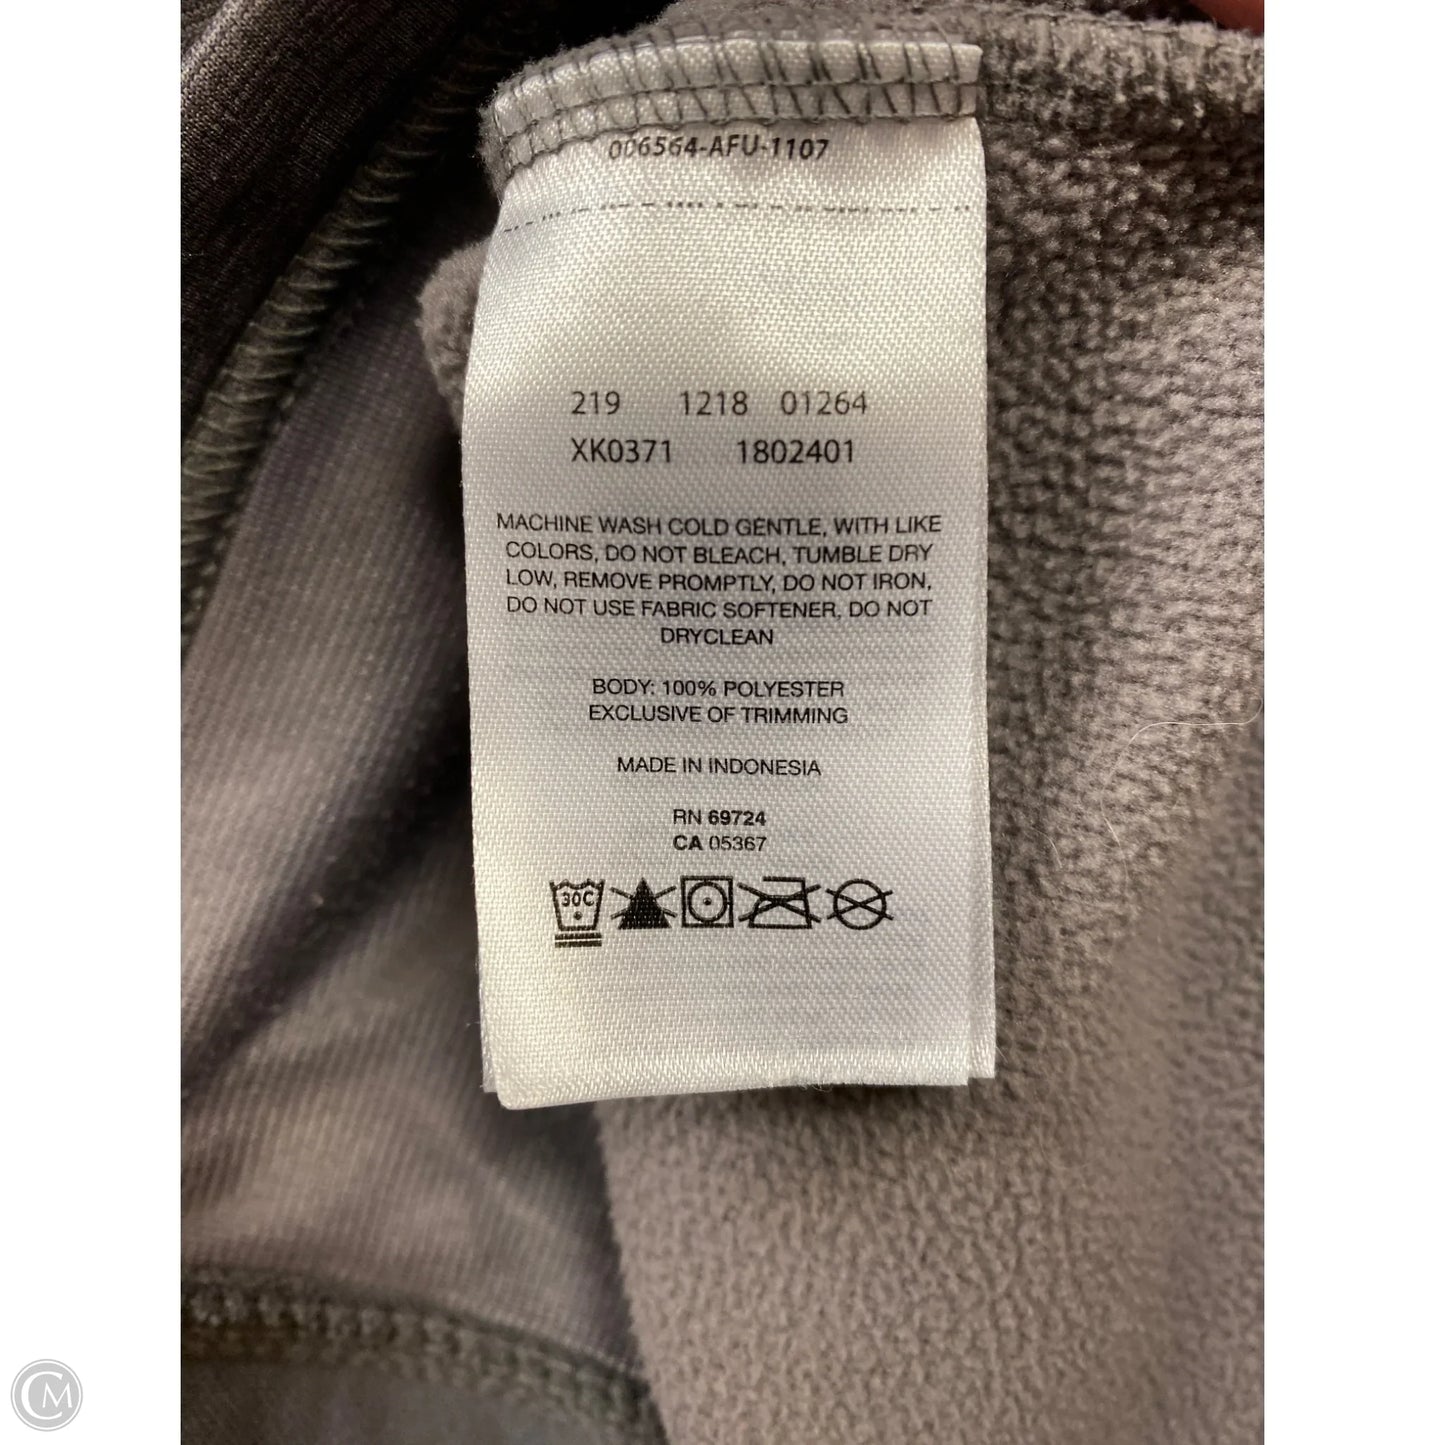 006564-AFU-1107
219 1218 01264
XK0371 1802401
MACHINE WASH COLD GENTLE, WITH LIKE
COLORS, DO NOT BLEACH, TUMBLE DRY
LOW, REMOVE PROMPTLY, DO NOT IRON,
DO NOT USE FABRIC SOFTENER, DO NOT
DRYCLEAN
BODY: 100% POLYESTER
EXCLUSIVE OF TRIMMING
MADE IN INDONESIA
RN 69724
CA 05367
30C
CM